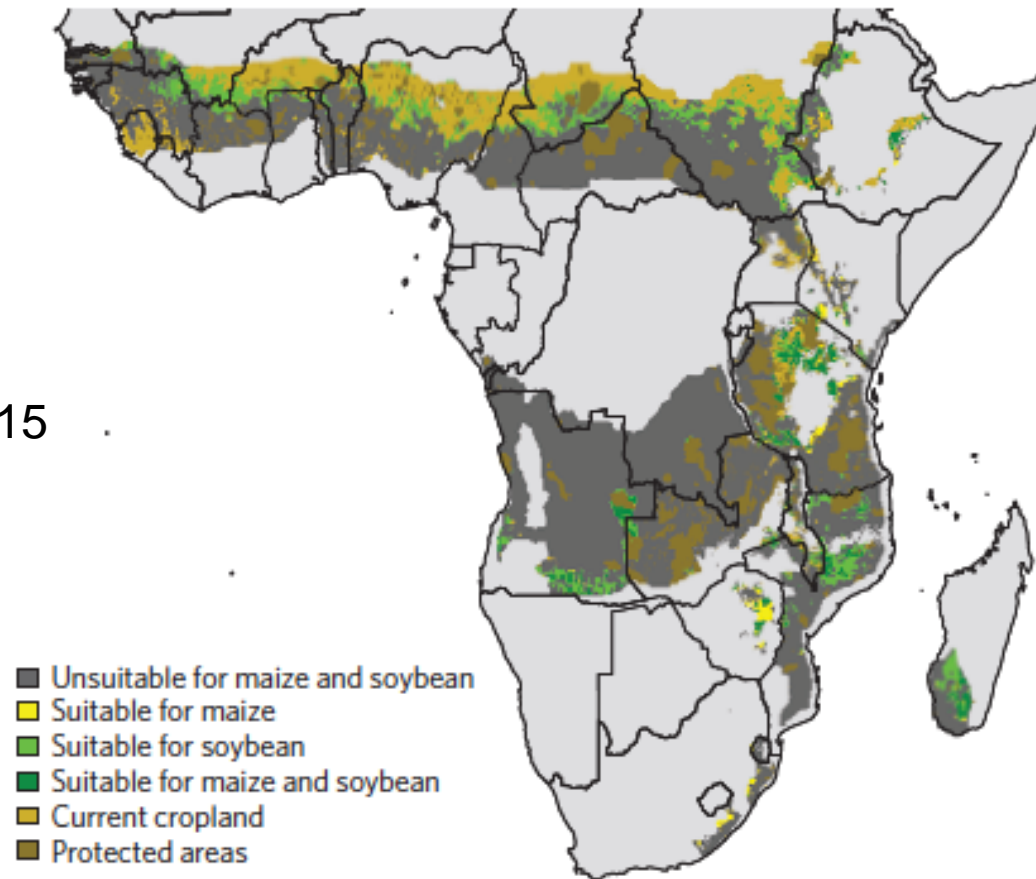 15
Unsuitable for maize and soybean
Suitable for maize
Suitable for soybean
Suitable for maize and soybean
Current cropland
Protected areas